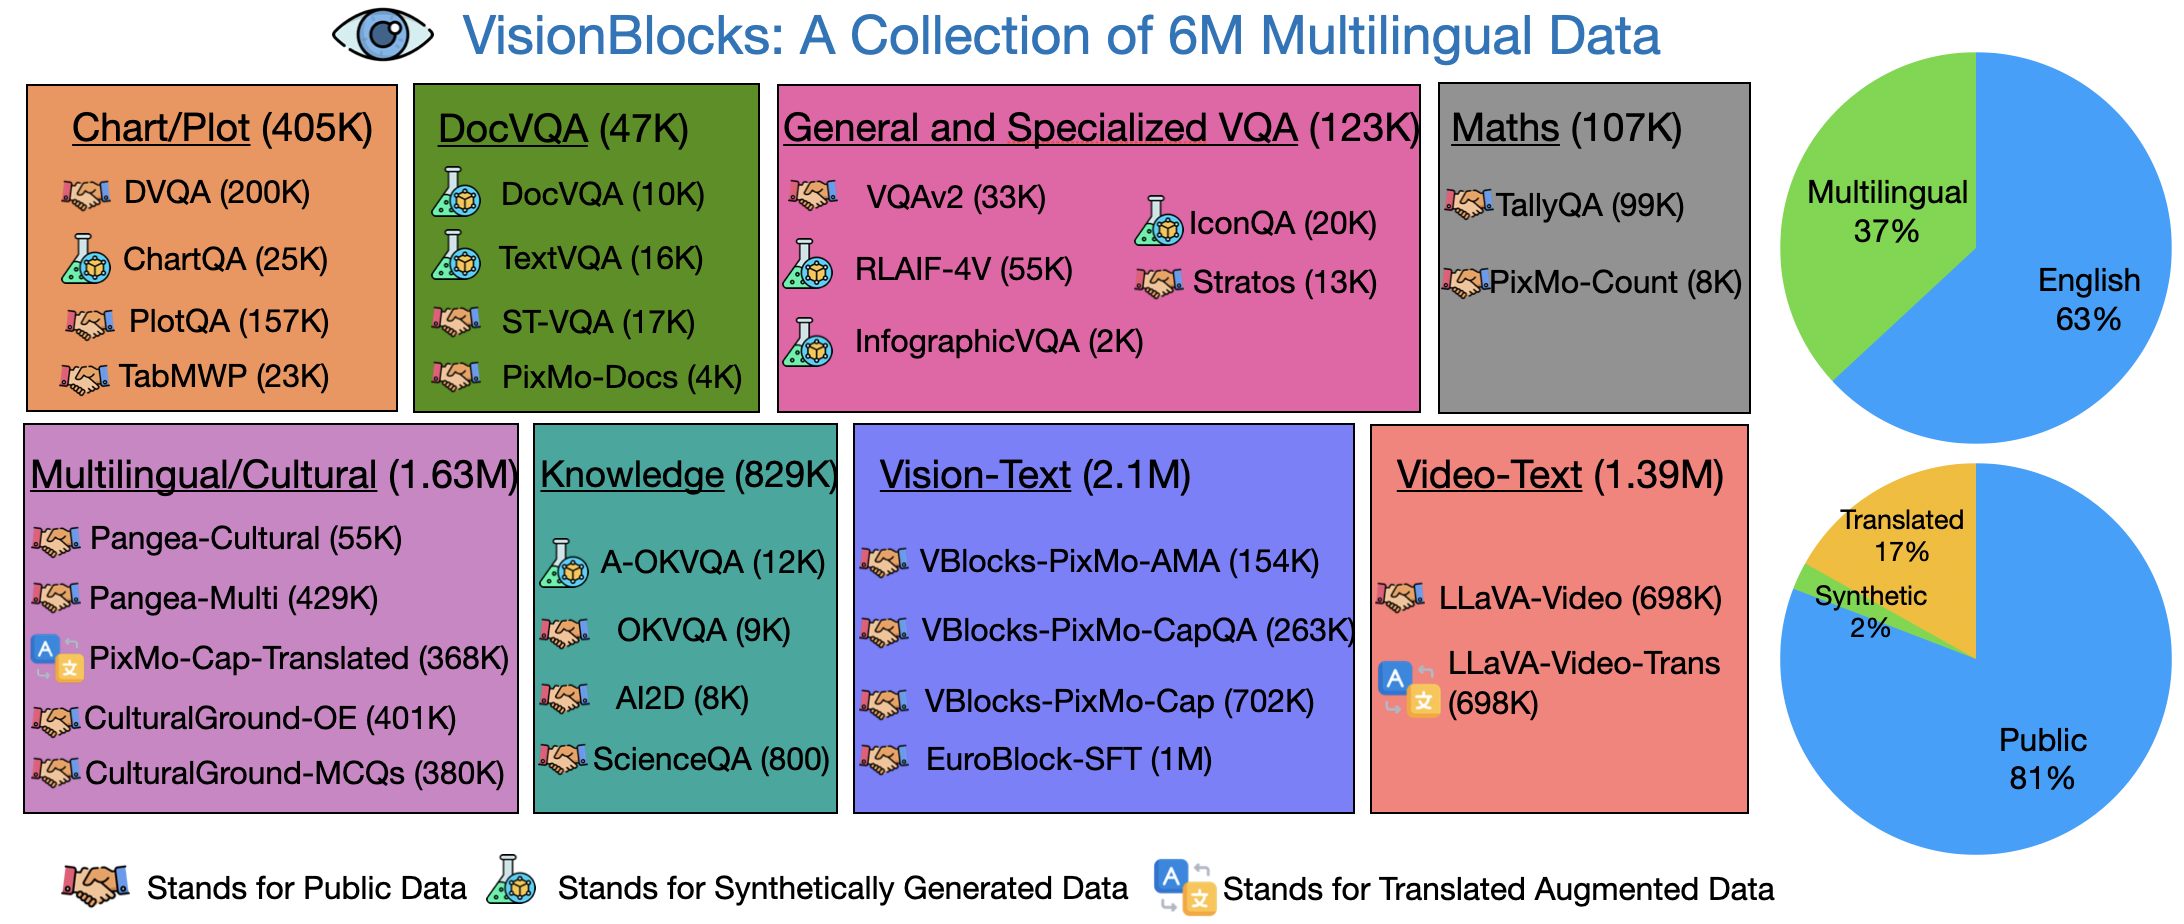 VisionBlocks: A Collection of 6M Multilingual Data
Chart/Plot (405K)
DVQA (200K)
ChartQA (25K)
PlotQA (157K)
TabMWP (23K)
DocVQA (47K)
DocVQA (10K)
TextVQA (16K)
ST-VQA (17K)
PixMo-Docs (4K)
General and Specialized VQA (123K)
VQAv2 (33K)
RLAIF-4V (55K)
InfographicVQA (2K)
IconQA (20K)
Stratos (13K)
Maths (107K)
TallyQA (99K)
PixMo-Count (8K)
Multilingual
37%
English
63%
Multilingual/Cultural (1.63M)
Pangea-Cultural (55K)
Pangea-Multi (429K)
A
文
PixMo-Cap-Translated (368K)
CulturalGround-OE (401K)
CulturalGround-MCQs (380K)
Knowledge (829K)
A-OKVQA (12K)
OKVQA (9K)
AI2D (8K)
ScienceQA (800)
Vision-Text (2.1M)
VBlocks-PixMo-AMA (154K)
VBlocks-PixMo-CapQA (263K)
VBlocks-PixMo-Cap (702K)
EuroBlock-SFT (1M)
Video-Text (1.39M)
LLaVA-Video (698K)
A
文
LLaVA-Video-Trans
(698K)
Translated
17%
Synthetic
2%
Public
81%
Stands for Public Data
Stands for Synthetically Generated Data
A
文
Stands for Translated Augmented Data